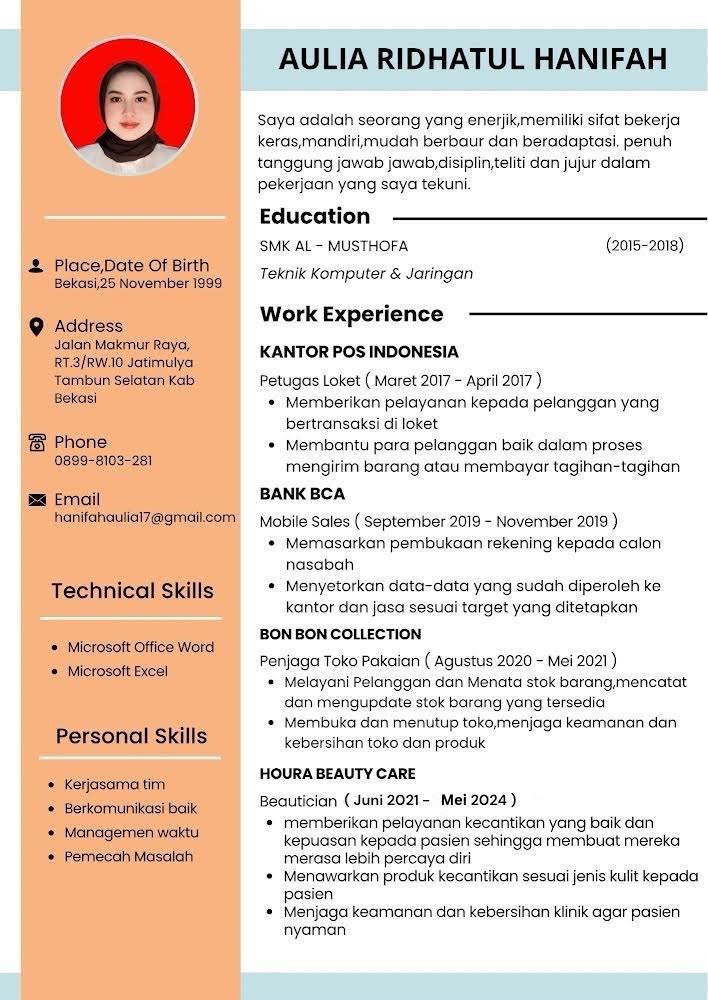 AULIA RIDHATUL HANIFAH
Saya adalah seorang yang enerjik,memiliki sifat bekerja
keras,mandiri,mudah berbaur dan beradaptasi. penuh
tanggung jawab jawab,disiplin,teliti dan jujur dalam
pekerjaan yang saya tekuni.
Place,Date Of Birth
Bekasi,25 November 1999
Address
Jalan Makmur Raya,
RT.3/RW.10 Jatimulya
Tambun Selatan Kab
Bekasi
Phone
0899-8103-281
Email
hanifahaulia17@gmail.com
Technical Skills
• Microsoft Office Word
• Microsoft Excel
Personal Skills
• Kerjasama tim
• Berkomunikasi baik
• Managemen waktu
• Pemecah Masalah
Education
SMK AL - MUSTHOFA (2015-2018)
Teknik Komputer & Jaringan
Work Experience
KANTOR POS INDONESIA
Petugas Loket ( Maret 2017 - April 2017 )
• Memberikan pelayanan kepada pelanggan yang
bertransaksi di loket
• Membantu para pelanggan baik dalam proses
mengirim barang atau membayar tagihan-tagihan
BANK BCA
Mobile Sales ( September 2019 - November 2019 )
• Memasarkan pembukaan rekening kepada calon
nasabah
• Menyetorkan data-data yang sudah diperoleh ke
kantor dan jasa sesuai target yang ditetapkan
BON BON COLLECTION
Penjaga Toko Pakaian ( Agustus 2020 - Mei 2021 )
• Melayani Pelanggan dan Menata stok barang,mencatat
dan mengupdate stok barang yang tersedia
• Membuka dan menutup toko,menjaga keamanan dan
kebersihan toko dan produk
HOURA BEAUTY CARE
Beautician ( Juni 2021 - Mei 2024 )
• memberikan pelayanan kecantikan yang baik dan
kepuasan kepada pasien sehingga membuat mereka
merasa lebih percaya diri
• Menawarkan produk kecantikan sesuai jenis kulit kepada
pasien
• Menjaga keamanan dan kebersihan klinik agar pasien
nyaman